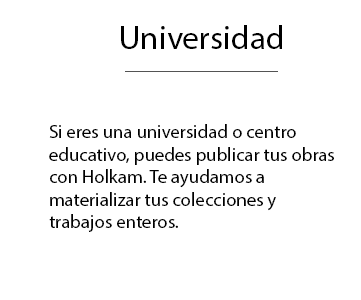 Universidad
Si eres una universidad o centro
educativo, puedes publicar tus obras
con Holkam. Te ayudamos a
materializar tus colecciones y
trabajos enteros.